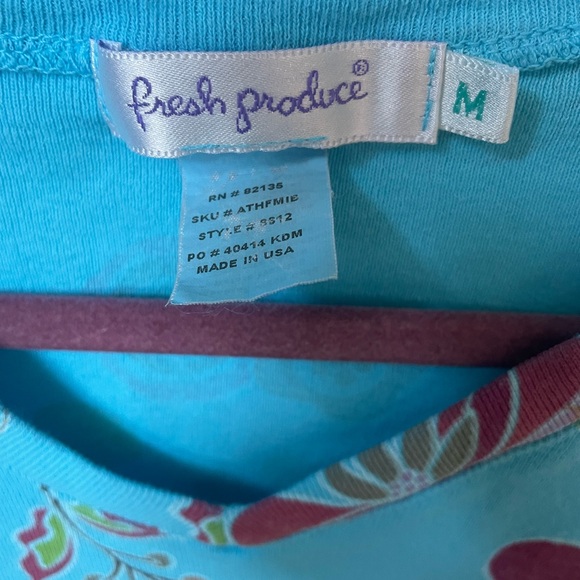 fresh produce®
M
RN # 82135
SKU # ATHFMIE
STYLE # 8512
PO # 40414 KDM
MADE IN USA